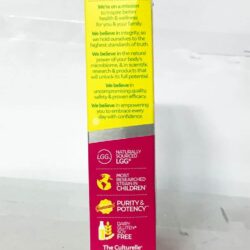 We're on a mission
to inspire better
health & wellness
for you & your family.
We believe in integrity, so
we hold ourselves to the
highest standards of truth.
We believe in the natural
power of your body's
microbiome, & in scientific
research & products that
will unlock its full potential.
We believe in
uncompromising quality,
safety & proven efficacy.
We believe in empowering
you to embrace every
day with confidence.
LGG
NATURALLY
SOURCED
LGG®
MOST
RESEARCHED
STRAIN IN
CHILDREN
PURITY &
POTENCY
DAIRY,
GLUTEN
FREE
The Culturelle®